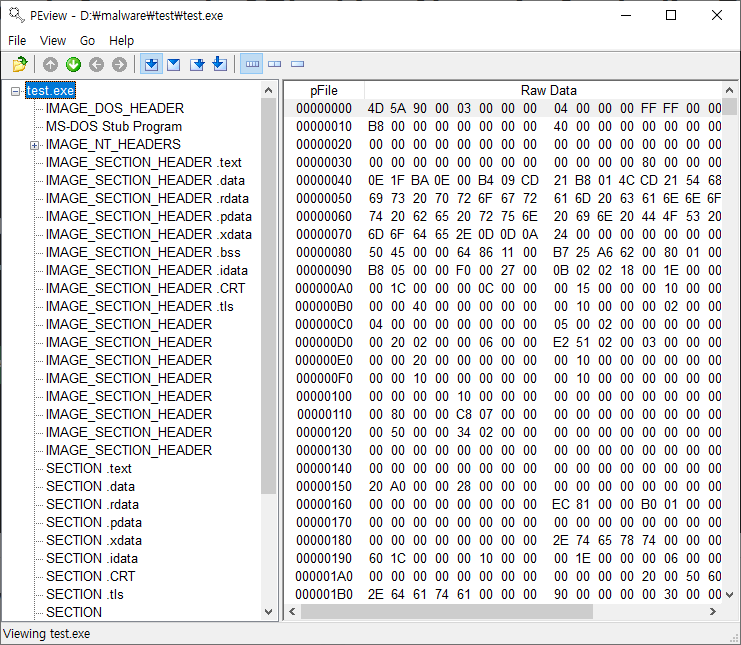 PEview - D:₩malware₩test₩test.exe
File View Go Help
test.exe
IMAGE_DOS_HEADER
MS-DOS Stub Program
IMAGE_NT_HEADERS
IMAGE_SECTION_HEADER .text
IMAGE_SECTION_HEADER .data
IMAGE_SECTION_HEADER .rdata
IMAGE_SECTION_HEADER .pdata
IMAGE_SECTION_HEADER .xdata
IMAGE_SECTION_HEADER .bss
IMAGE_SECTION_HEADER .idata
IMAGE_SECTION_HEADER .CRT
IMAGE_SECTION_HEADER .tls
IMAGE_SECTION_HEADER
IMAGE_SECTION_HEADER
IMAGE_SECTION_HEADER
IMAGE_SECTION_HEADER
IMAGE_SECTION_HEADER
IMAGE_SECTION_HEADER
IMAGE_SECTION_HEADER
IMAGE_SECTION_HEADER
SECTION .text
SECTION .data
SECTION .rdata
SECTION .pdata
SECTION .xdata
SECTION .idata
SECTION .CRT
SECTION .tls
SECTION
pFile Raw Data
00000000 4D 5A 90 00 03 00 00 00 04 00 00 00 FF FF 00 00
00000010 B8 00 00 00 00 00 00 00 40 00 00 00 00 00 00 00
00000020 00 00 00 00 00 00 00 00 00 00 00 00 00 00 00 00
00000030 00 00 00 00 00 00 00 00 00 00 00 00 80 00 00 00
00000040 0E 1F BA 0E 00 B4 09 CD 21 B8 01 4C CD 21 54 68
00000050 69 73 20 70 72 6F 67 72 61 6D 20 63 61 6E 6E 6F
00000060 74 20 62 65 20 72 75 6E 20 69 6E 20 44 4F 53 20
00000070 6D 6F 64 65 2E 0D 0D 0A 24 00 00 00 00 00 00 00
00000080 50 45 00 00 64 86 11 00 B7 25 A6 62 00 80 01 00
00000090 B8 05 00 00 F0 00 27 00 0B 02 02 18 00 1E 00 00
000000A0 00 1C 00 00 00 0C 00 00 00 15 00 00 00 10 00 00
000000B0 00 00 40 00 00 00 00 00 00 10 00 00 00 02 00 00
000000C0 04 00 00 00 00 00 00 00 05 00 02 00 00 00 00 00
000000D0 00 20 02 00 00 06 00 00 E2 51 02 00 03 00 00 00
000000E0 00 00 20 00 00 00 00 00 00 10 00 00 00 00 00 00
000000F0 00 00 10 00 00 00 00 00 00 10 00 00 00 00 00 00
00000100 00 00 00 00 10 00 00 00 00 00 00 00 00 00 00 00
00000110 00 80 00 00 C8 07 00 00 00 00 00 00 00 00 00 00
00000120 00 50 00 00 34 02 00 00 00 00 00 00 00 00 00 00
00000130 00 00 00 00 00 00 00 00 00 00 00 00 00 00 00 00
00000140 00 00 00 00 00 00 00 00 00 00 00 00 00 00 00 00
00000150 20 A0 00 00 28 00 00 00 00 00 00 00 00 00 00 00
00000160 00 00 00 00 00 00 00 00 EC 81 00 00 B0 01 00 00
00000170 00 00 00 00 00 00 00 00 00 00 00 00 00 00 00 00
00000180 00 00 00 00 00 00 00 00 2E 74 65 78 74 00 00 00
00000190 60 1C 00 00 00 10 00 00 00 1E 00 00 00 06 00 00
000001A0 00 00 00 00 00 00 00 00 00 00 00 00 20 00 50 60
000001B0 2E 64 61 74 61 00 00 00 90 00 00 00 00 30 00 00
Viewing test.exe